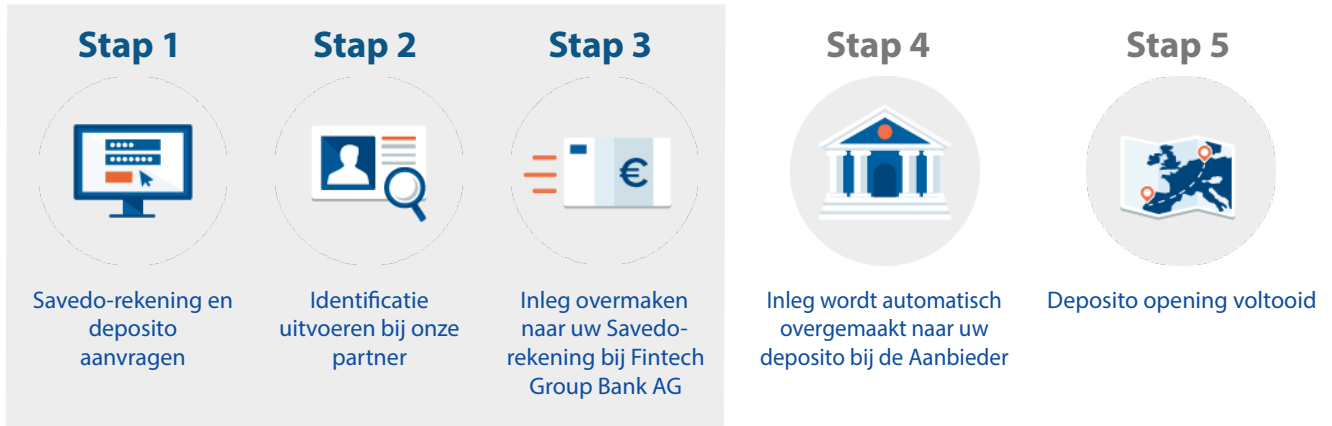 Stap 1
Savedo-rekening en
deposito
aanvragen
Stap 2
Identificatie
uitvoeren bij onze
partner
Stap 3
€
Inleg overmaken
naar uw Savedo-
rekening bij Fintech
Group Bank AG
Stap 4
Inleg wordt automatisch
overgemaakt naar uw
deposito bij de Aanbieder
Stap 5
Deposito opening voltooid